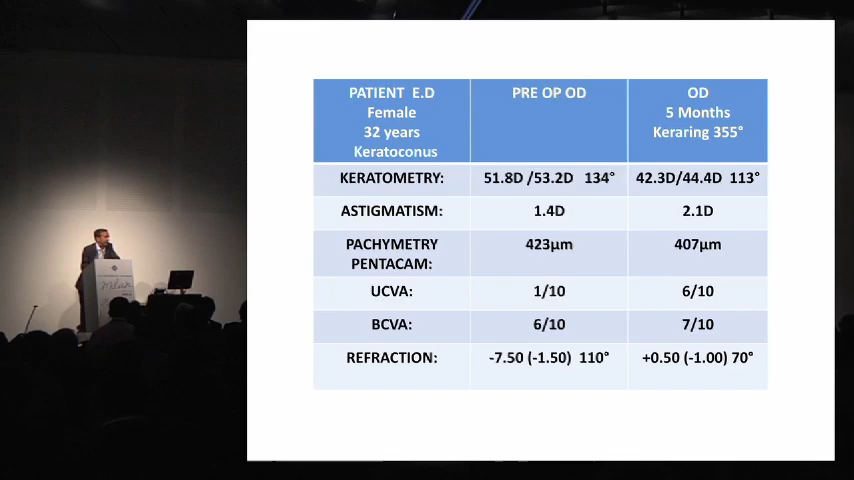 PATIENT E.D
Female
32 years
Keratoconus
PRE OP OD
OD
5 Months
Keraring 355°
KERATOMETRY:
51.8D /53.2D 134°
42.3D/44.4D 113°
ASTIGMATISM:
1.4D
2.1D
PACHYMETRY
PENTACAM:
423µm
407µm
UCVA:
1/10
6/10
BCVA:
6/10
7/10
REFRACTION:
-7.50 (-1.50) 110°
+0.50 (-1.00) 70°